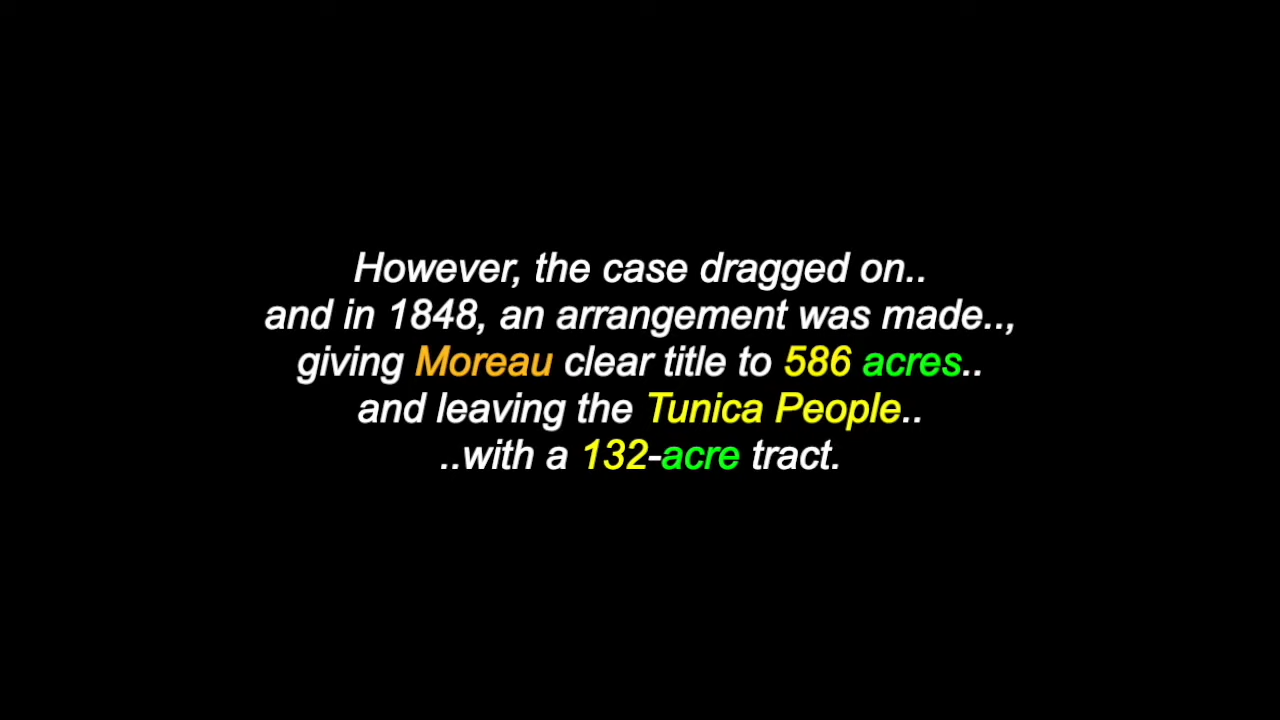 However, the case dragged on..
and in 1848, an arrangement was made..,
giving Moreau clear title to 586 acres..
and leaving the Tunica People..
..with a 132-acre tract.